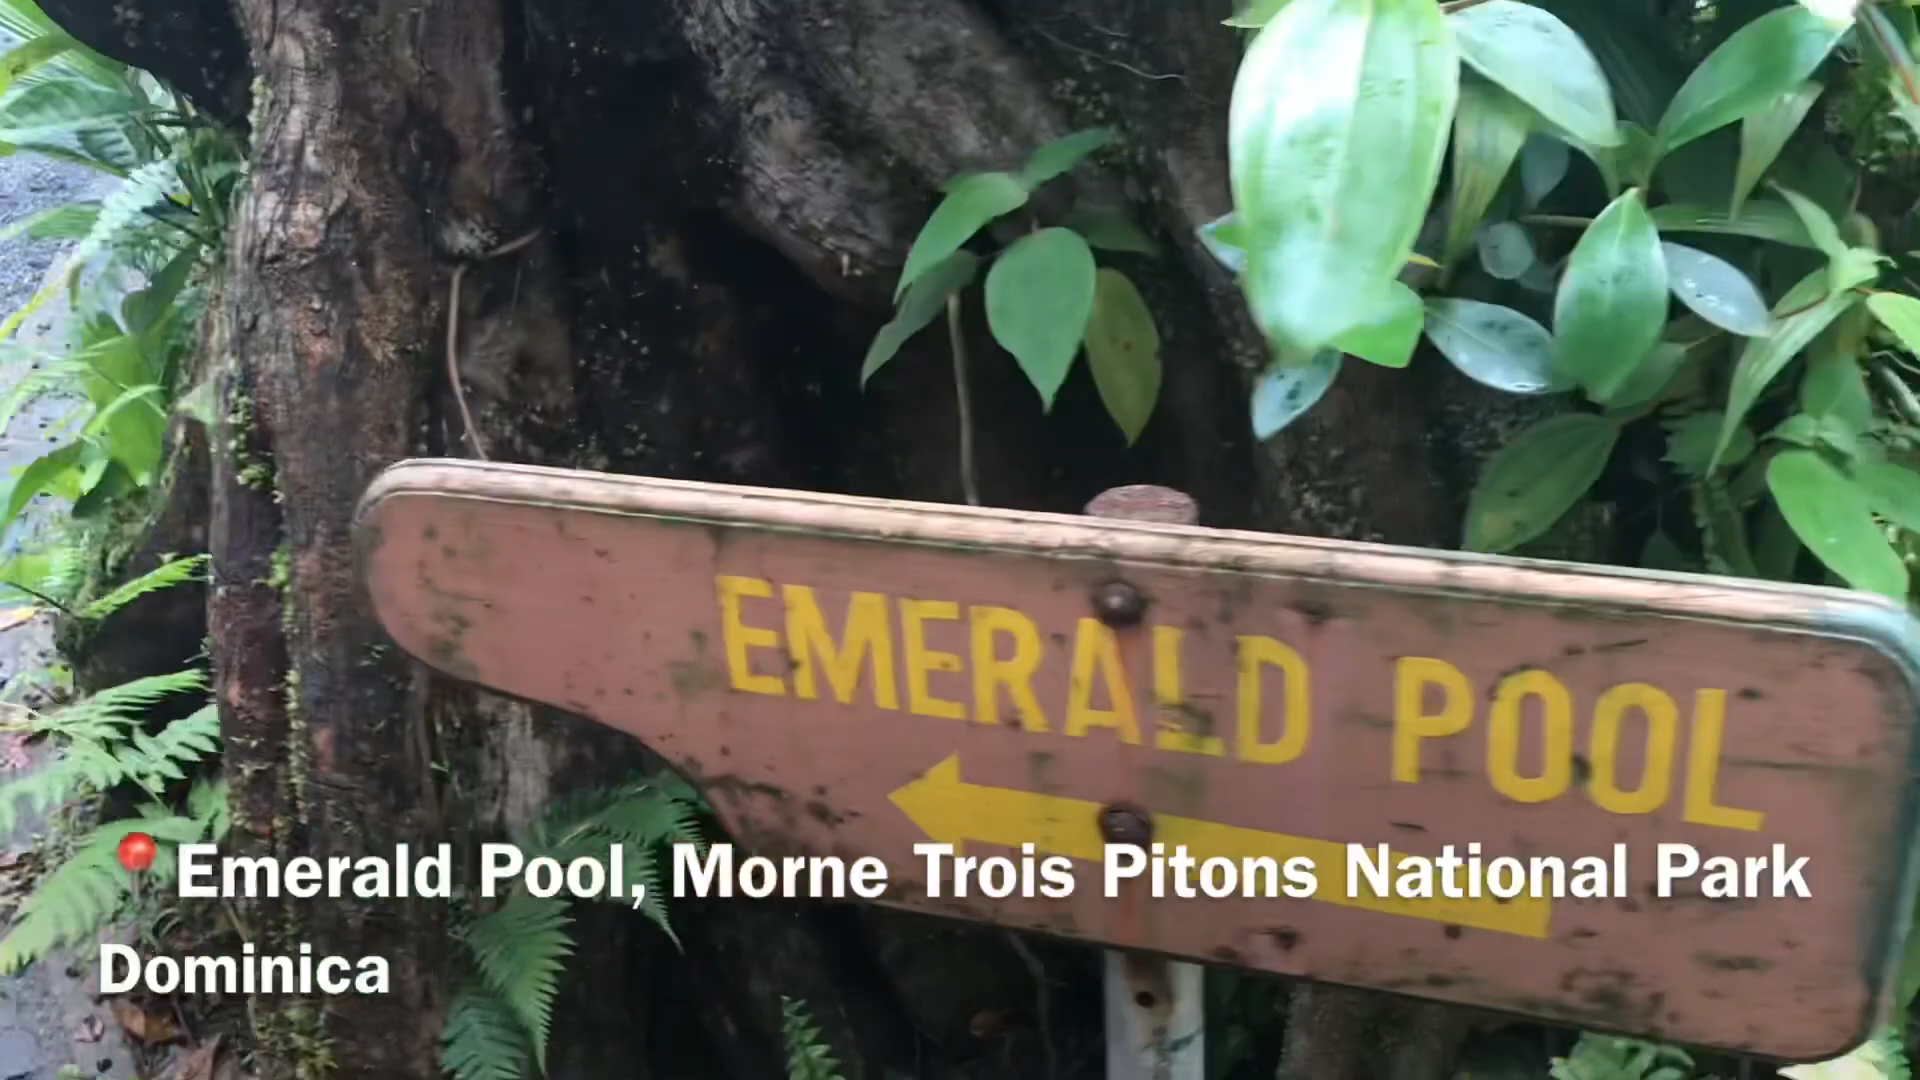 EMERALD POOL
📍Emerald Pool, Morne Trois Pitons National Park
Dominica